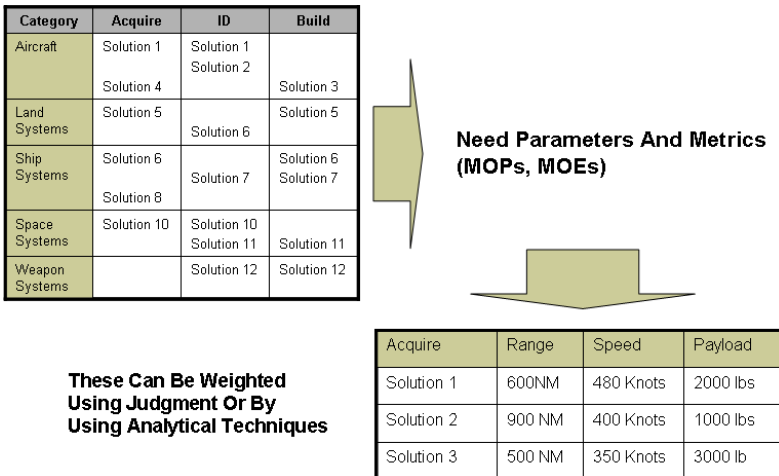 Category Acquire ID Build
Aircraft Solution 1 Solution 1
Solution 2
Solution 4 Solution 3
Land Solution 5 Solution 5
Systems Solution 6
Ship Solution 6 Solution 6
Systems Solution 7 Solution 7
Solution 8
Space Solution 10 Solution 10
Systems Solution 11 Solution 11
Weapon Solution 12 Solution 12
Systems
Need Parameters And Metrics
(MOPs, MOEs)
These Can Be Weighted
Using Judgment Or By
Using Analytical Techniques
Acquire Range Speed Payload
Solution 1 600NM 480 Knots 2000 lbs
Solution 2 900 NM 400 Knots 1000 lbs
Solution 3 500 NM 350 Knots 3000 lb